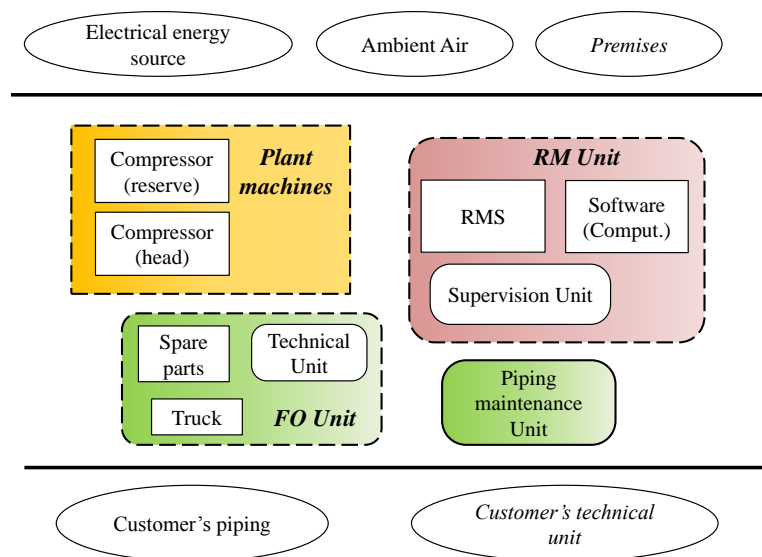 Electrical energy
source
Ambient Air
Premises
Compressor
(reserve)
Plant
machines
Compressor
(head)
RM Unit
RMS
Software
(Comput.)
Supervision Unit
Spare
parts
Technical
Unit
Truck
FO Unit
Piping
maintenance
Unit
Customer’s piping
Customer’s technical
unit